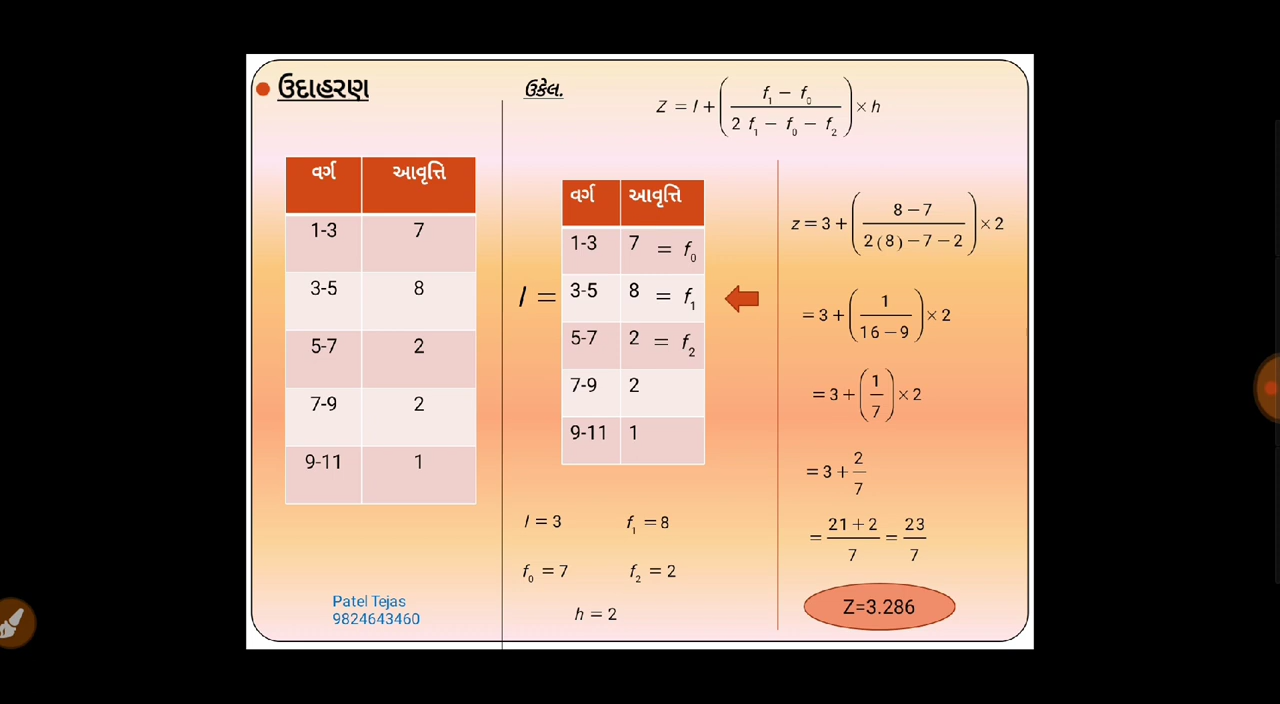 ઉદાહરણ
વર્ગ આવૃત્તિ
1-3 7
3-5 8
5-7 2
7-9 2
9-11 1
Patel Tejas
9824643460
ઉકેલ.
Z = l + ( (f₁ − f₀) / (2 f₁ − f₀ − f₂) ) × h
વર્ગ આવૃત્તિ
1-3 7 = f₀
l = 3-5 8 = f₁
5-7 2 = f₂
7-9 2
9-11 1
l = 3 f₁ = 8
f₀ = 7 f₂ = 2
h = 2
z = 3 + ( (8 − 7) / (2(8) − 7 − 2) ) × 2
= 3 + ( 1 / (16 − 9) ) × 2
= 3 + ( 1 / 7 ) × 2
= 3 + 2 / 7
= (21 + 2) / 7 = 23 / 7
Z=3.286